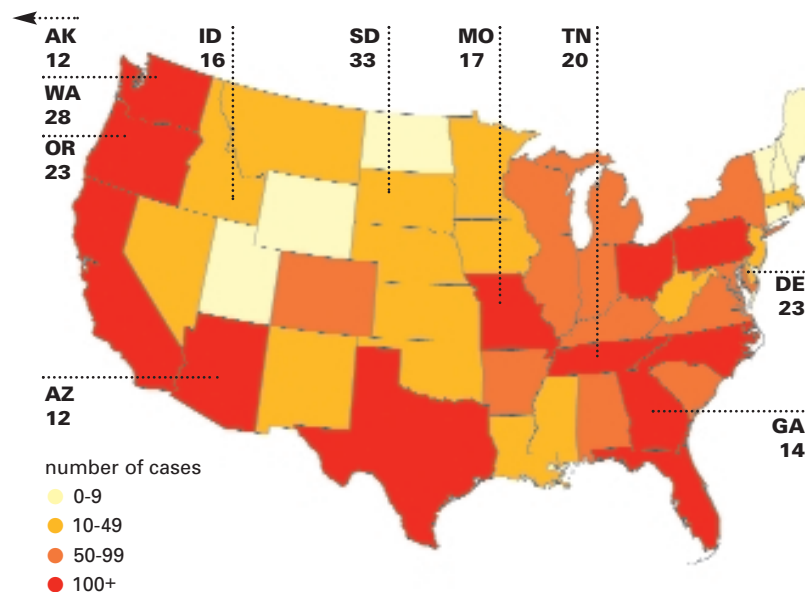 AK
12
ID
16
SD
33
MO
17
TN
20
WA
28
OR
23
DE
23
AZ
12
GA
14
number of cases
0-9
10-49
50-99
100+